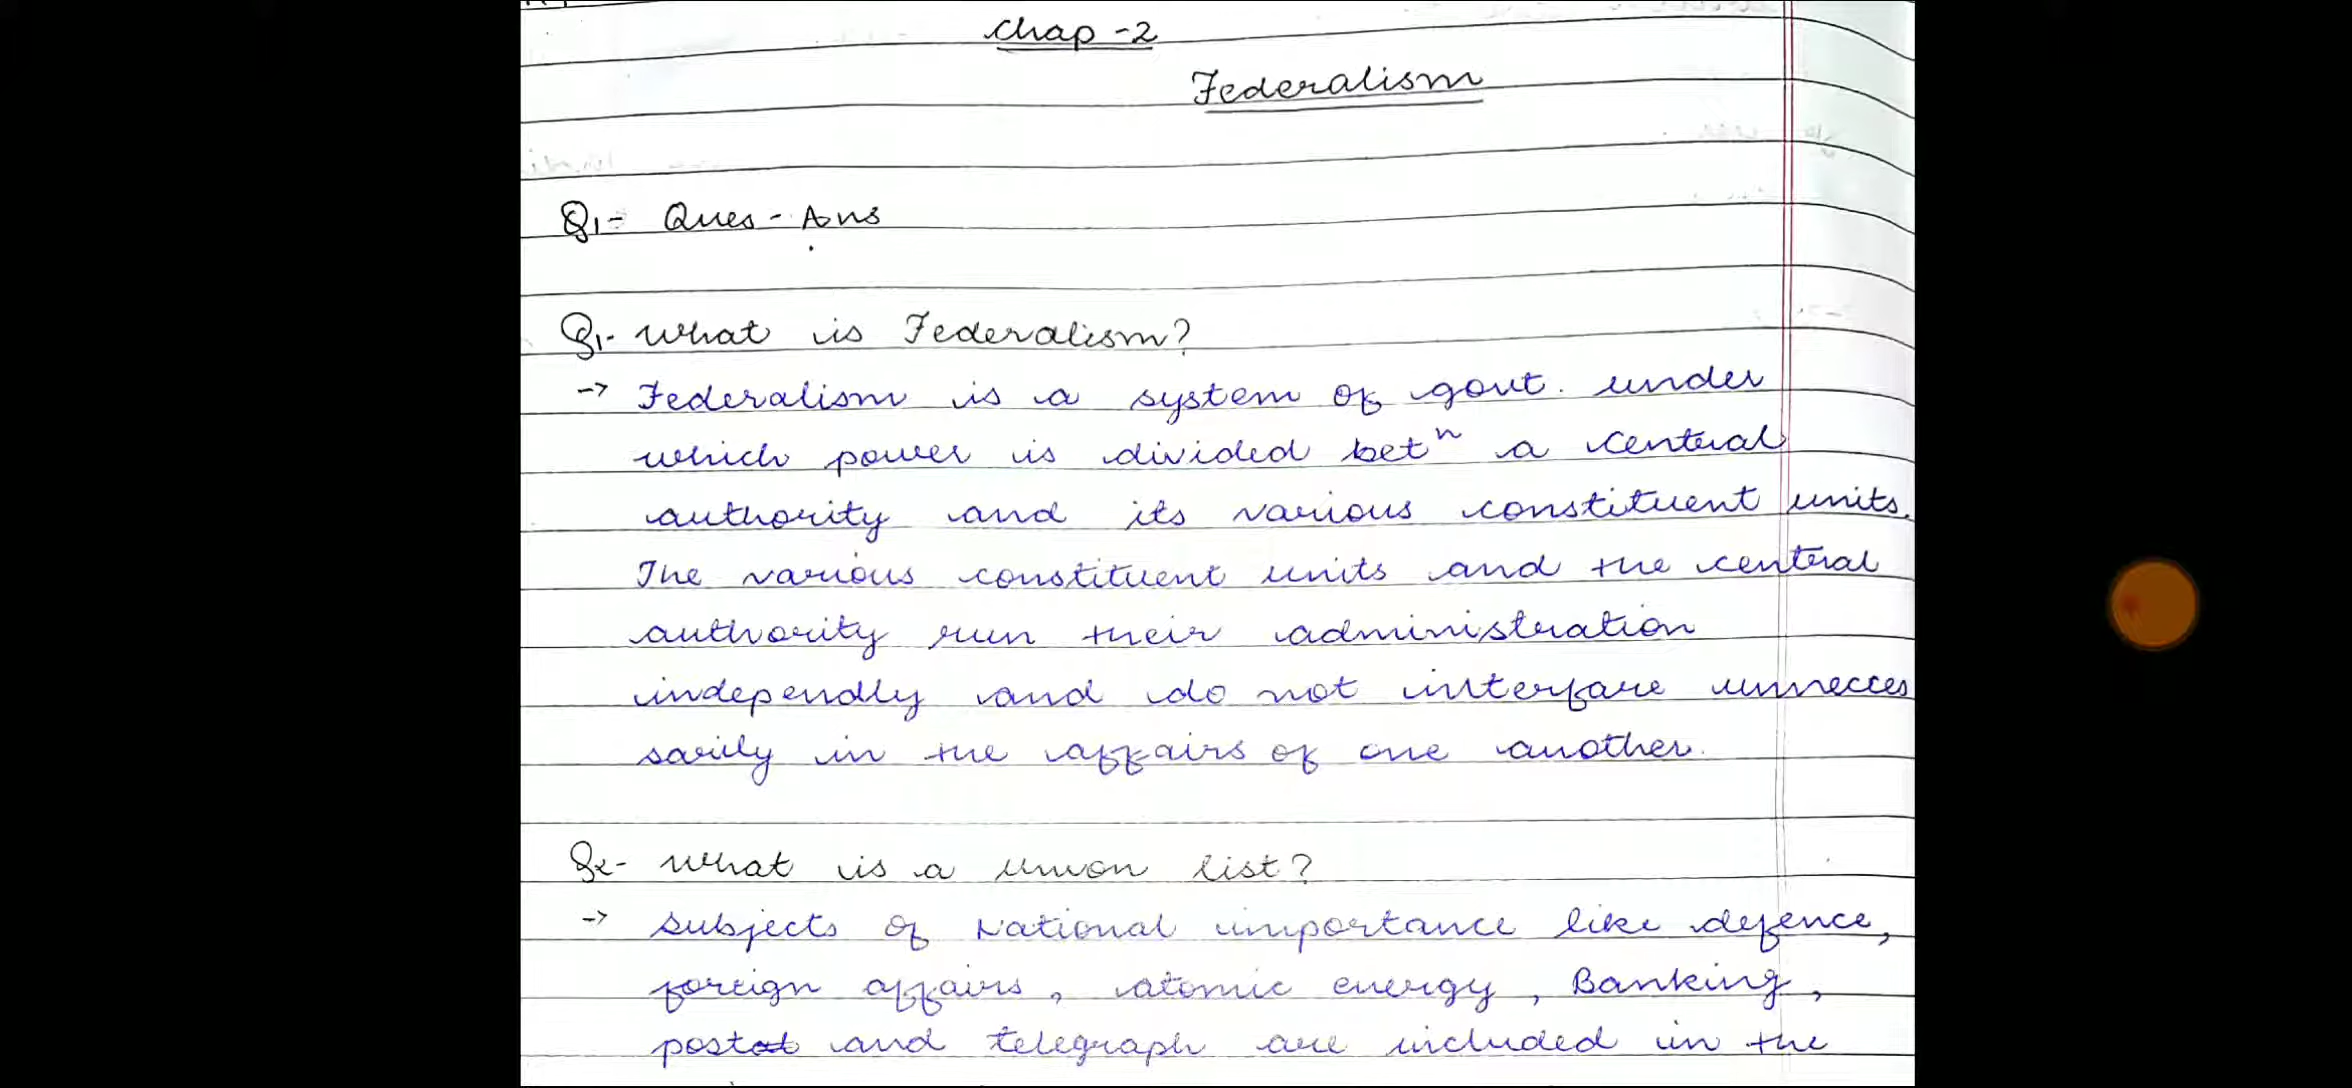 Chap -2
Federalism
Q1- Ques - Ans
Q1- What is Federalism?
-> Federalism is a system of govt. under
which power is divided betⁿ a central
authority and its various constituent units.
The various constituent units and the central
authority run their administration
independly and do not interfare unnecces
sarily in the affairs of one another.
Q2- What is a union list?
-> subjects of National importance like defence,
foreign affairs, atomic energy, Banking,
post and telegraph are included in the